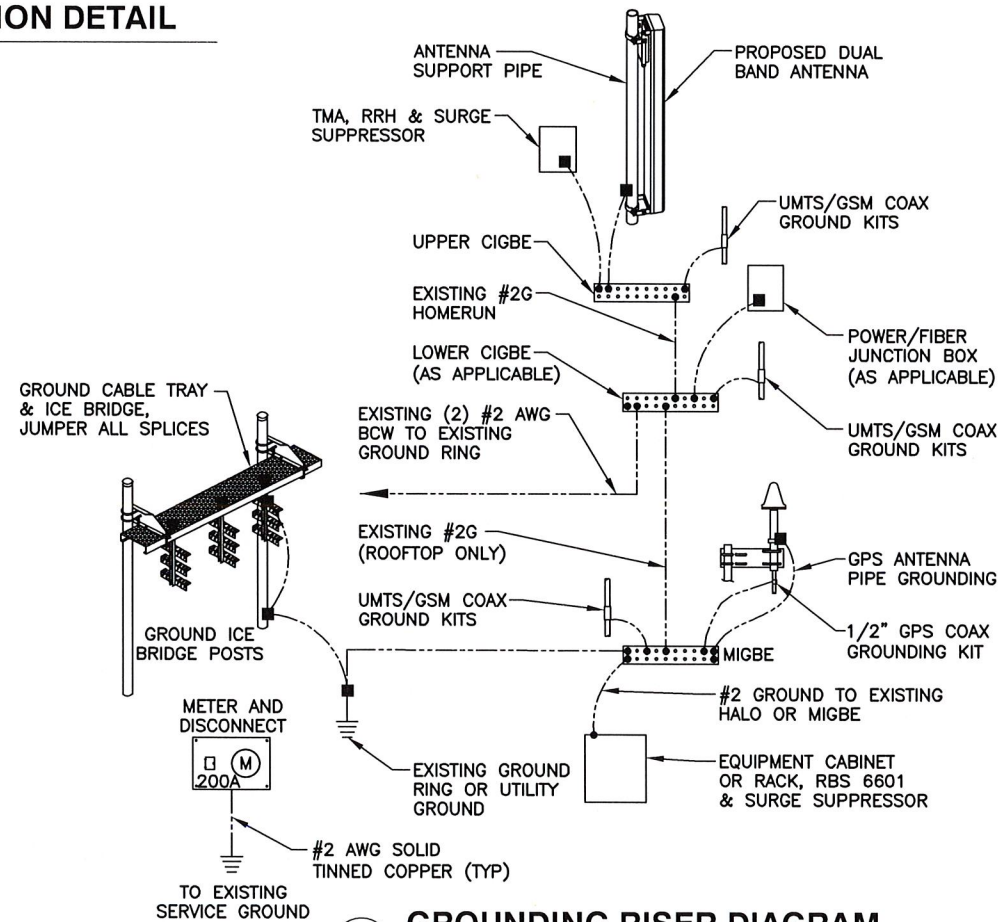 ION DETAIL
ANTENNA
SUPPORT PIPE
PROPOSED DUAL
BAND ANTENNA
TMA, RRH & SURGE
SUPPRESSOR
UMTS/GSM COAX
GROUND KITS
UPPER CIGBE
EXISTING #2G
HOMERUN
POWER/FIBER
JUNCTION BOX
(AS APPLICABLE)
LOWER CIGBE
(AS APPLICABLE)
GROUND CABLE TRAY
& ICE BRIDGE,
JUMPER ALL SPLICES
EXISTING (2) #2 AWG
BCW TO EXISTING
GROUND RING
UMTS/GSM COAX
GROUND KITS
EXISTING #2G
(ROOFTOP ONLY)
GPS ANTENNA
PIPE GROUNDING
UMTS/GSM COAX
GROUND KITS
1/2" GPS COAX
GROUNDING KIT
GROUND ICE
BRIDGE POSTS
MIGBE
#2 GROUND TO EXISTING
HALO OR MIGBE
METER AND
DISCONNECT
M
200A
EXISTING GROUND
RING OR UTILITY
GROUND
EQUIPMENT CABINET
OR RACK, RBS 6601
& SURGE SUPPRESSOR
#2 AWG SOLID
TINNED COPPER (TYP)
TO EXISTING
SERVICE GROUND
GROUNDING RISER DIAGRAM